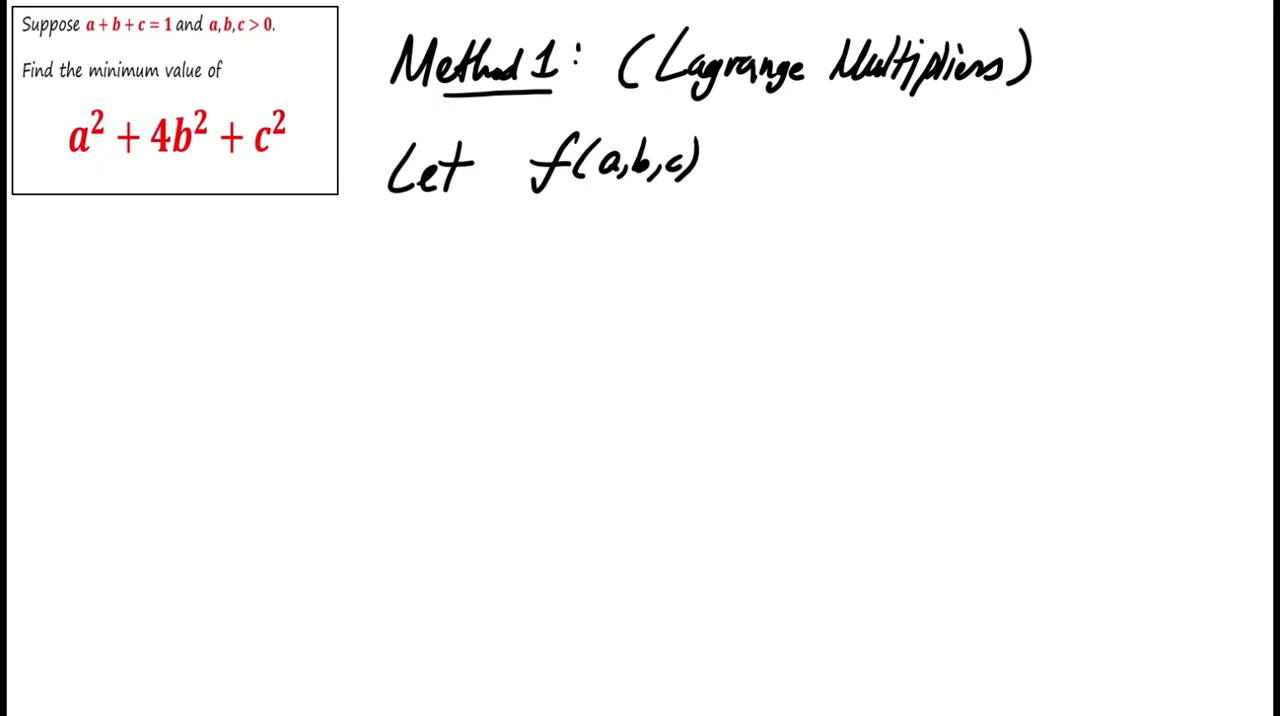 Suppose a + b + c = 1 and a, b, c > 0.
Find the minimum value of
a² + 4b² + c²
Method 1: (Lagrange Multipliers)
Let f(a,b,c)